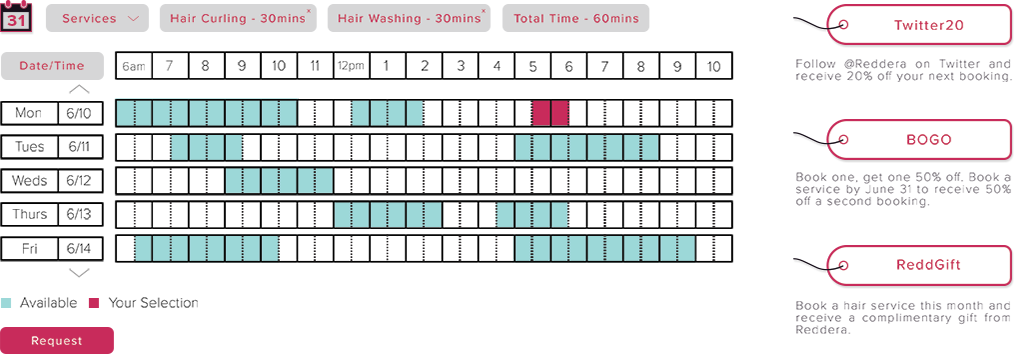 31 Services Hair Curling - 30mins x Hair Washing - 30mins x Total Time - 60mins
Date/Time 6am 7 8 9 10 11 12pm 1 2 3 4 5 6 7 8 9 10
Mon 6/10
Tues 6/11
Weds 6/12
Thurs 6/13
Fri 6/14
Available Your Selection
Request
Twitter20
Follow @Reddera on Twitter and
receive 20% off your next booking.
BOGO
Book one, get one 50% off. Book a
service by June 31 to receive 50%
off a second booking.
ReddGift
Book a hair service this month and
receive a complimentary gift from
Reddera.